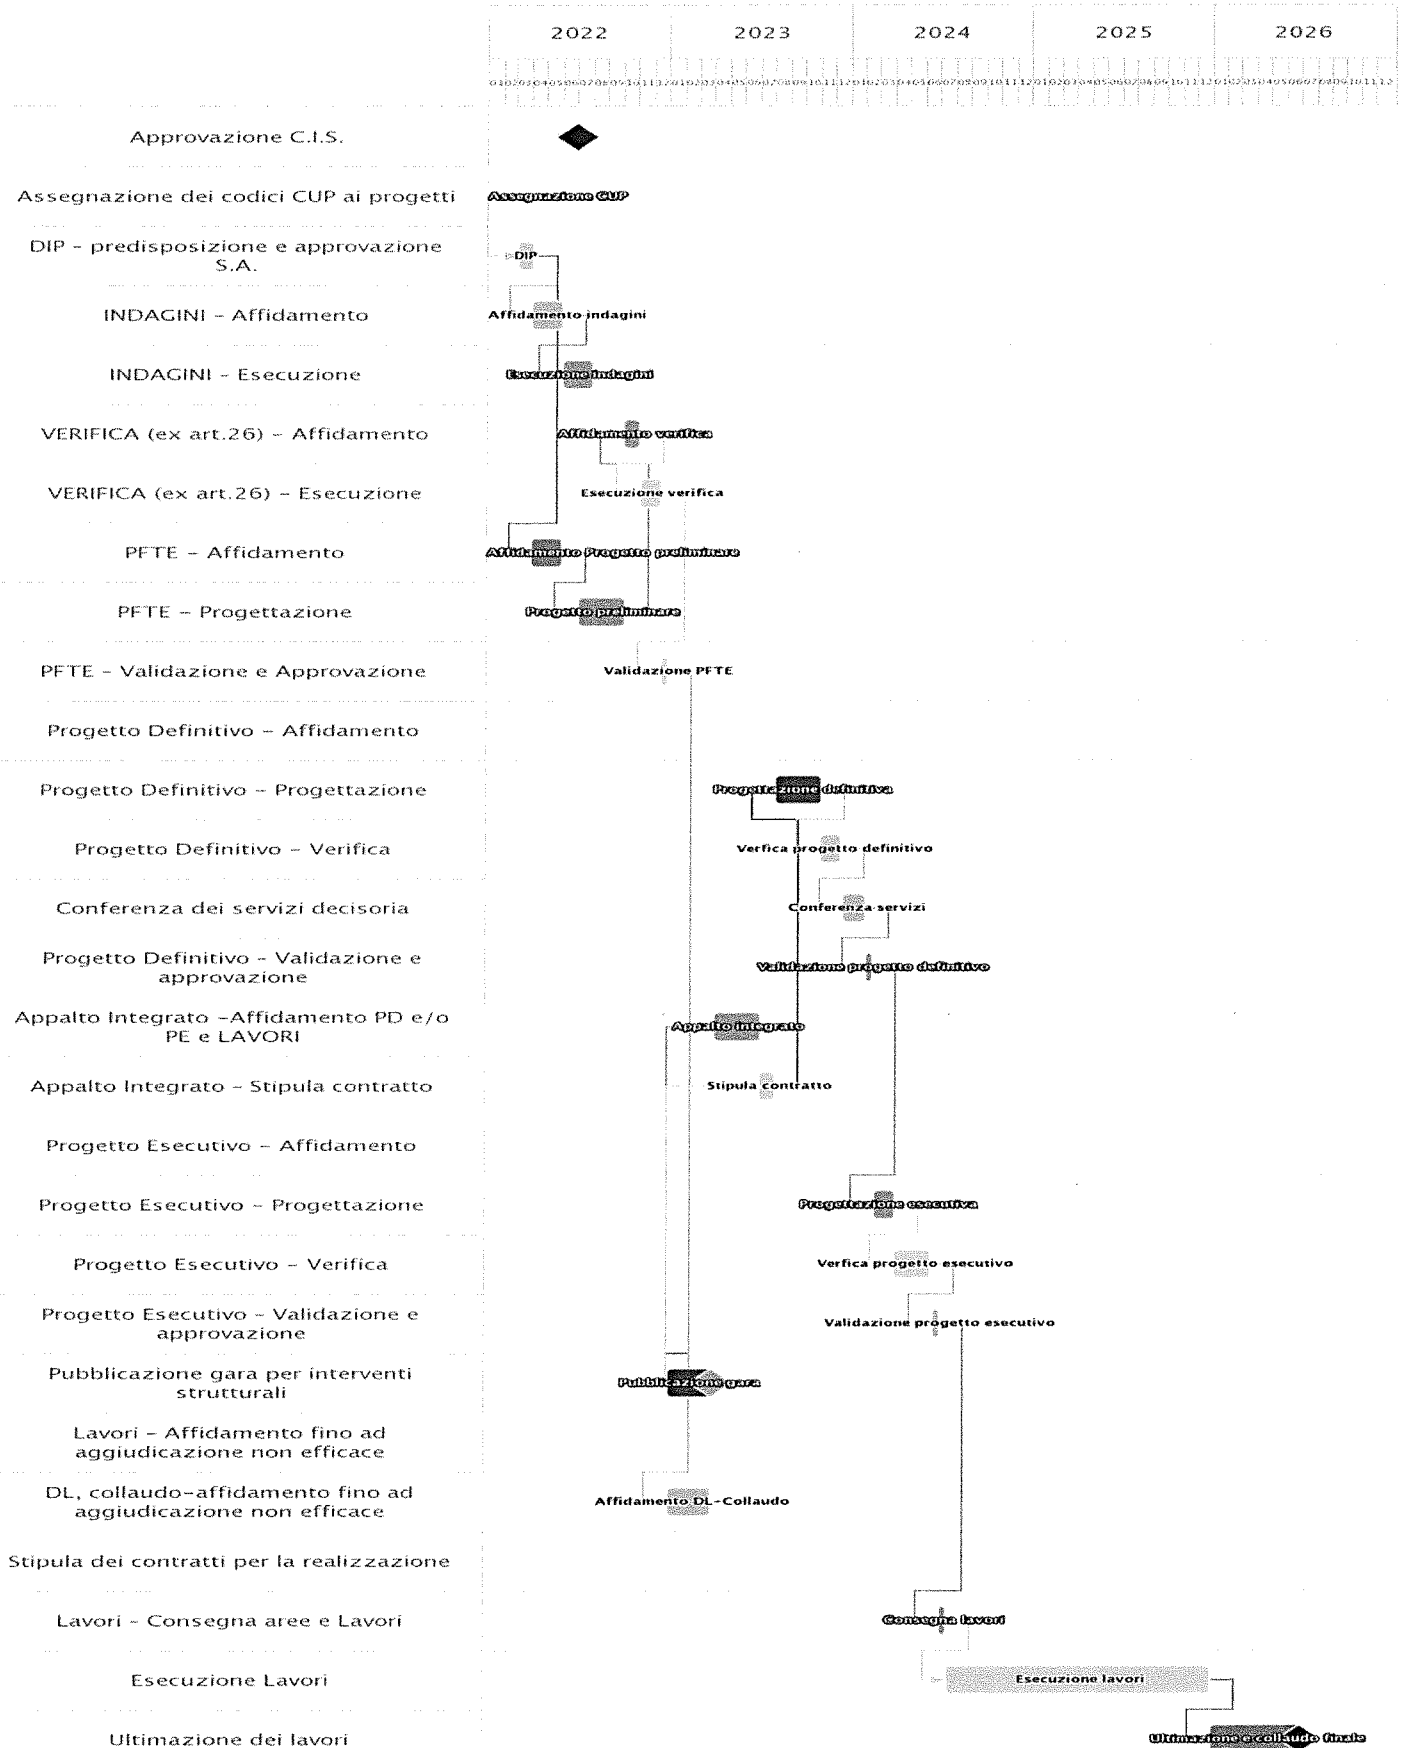 2022 2023 2024 2025 2026
Approvazione C.I.S.
Assegnazione dei codici CUP ai progetti Assegnazione CUP
DIP - predisposizione e approvazione
S.A.
DIP
INDAGINI - Affidamento Affidamento indagini
INDAGINI - Esecuzione Esecuzione indagini
VERIFICA (ex art.26) - Affidamento Affidamento verifica
VERIFICA (ex art.26) - Esecuzione Esecuzione verifica
PFTE - Affidamento Affidamento Progetto preliminare
PFTE - Progettazione Progetto preliminare
PFTE - Validazione e Approvazione Validazione PFTE
Progetto Definitivo - Affidamento
Progetto Definitivo - Progettazione Progettazione definitiva
Progetto Definitivo - Verifica Verfica progetto definitivo
Conferenza dei servizi decisoria Conferenza servizi
Progetto Definitivo - Validazione e
approvazione
Validazione progetto definitivo
Appalto Integrato -Affidamento PD e/o
PE e LAVORI
Appalto integrato
Appalto Integrato - Stipula contratto Stipula contratto
Progetto Esecutivo - Affidamento
Progetto Esecutivo - Progettazione Progettazione esecutiva
Progetto Esecutivo - Verifica Verfica progetto esecutivo
Progetto Esecutivo - Validazione e
approvazione
Validazione progetto esecutivo
Pubblicazione gara per interventi
strutturali
Pubblicazione gara
Lavori - Affidamento fino ad
aggiudicazione non efficace
DL, collaudo-affidamento fino ad
aggiudicazione non efficace
Affidamento DL-Collaudo
Stipula dei contratti per la realizzazione
Lavori - Consegna aree e Lavori Consegna lavori
Esecuzione Lavori Esecuzione lavori
Ultimazione dei lavori Ultimazione e collaudo finale